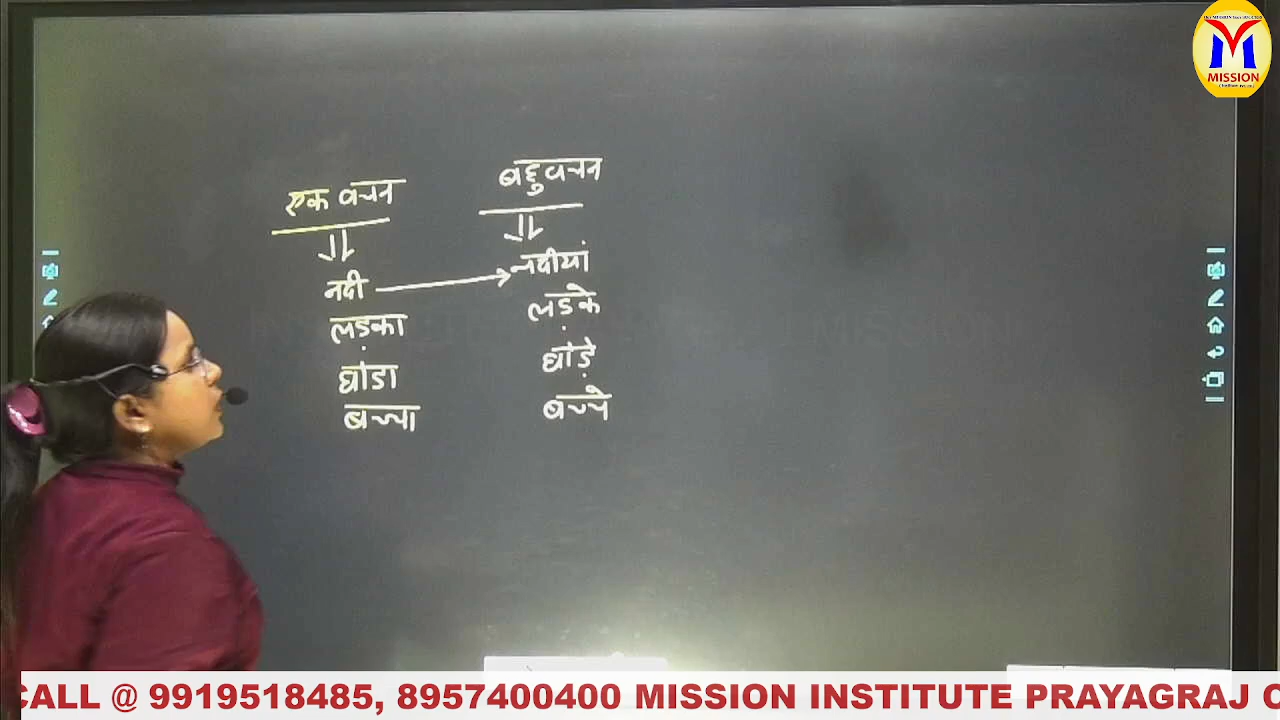 MISSION
एक वचन
बहुवचन
नदी
नदीयां
लड़का
लड़के
घोडा
घोड़े
बच्चा
बच्चे
CALL @ 9919518485, 8957400400 MISSION INSTITUTE PRAYAGRAJ